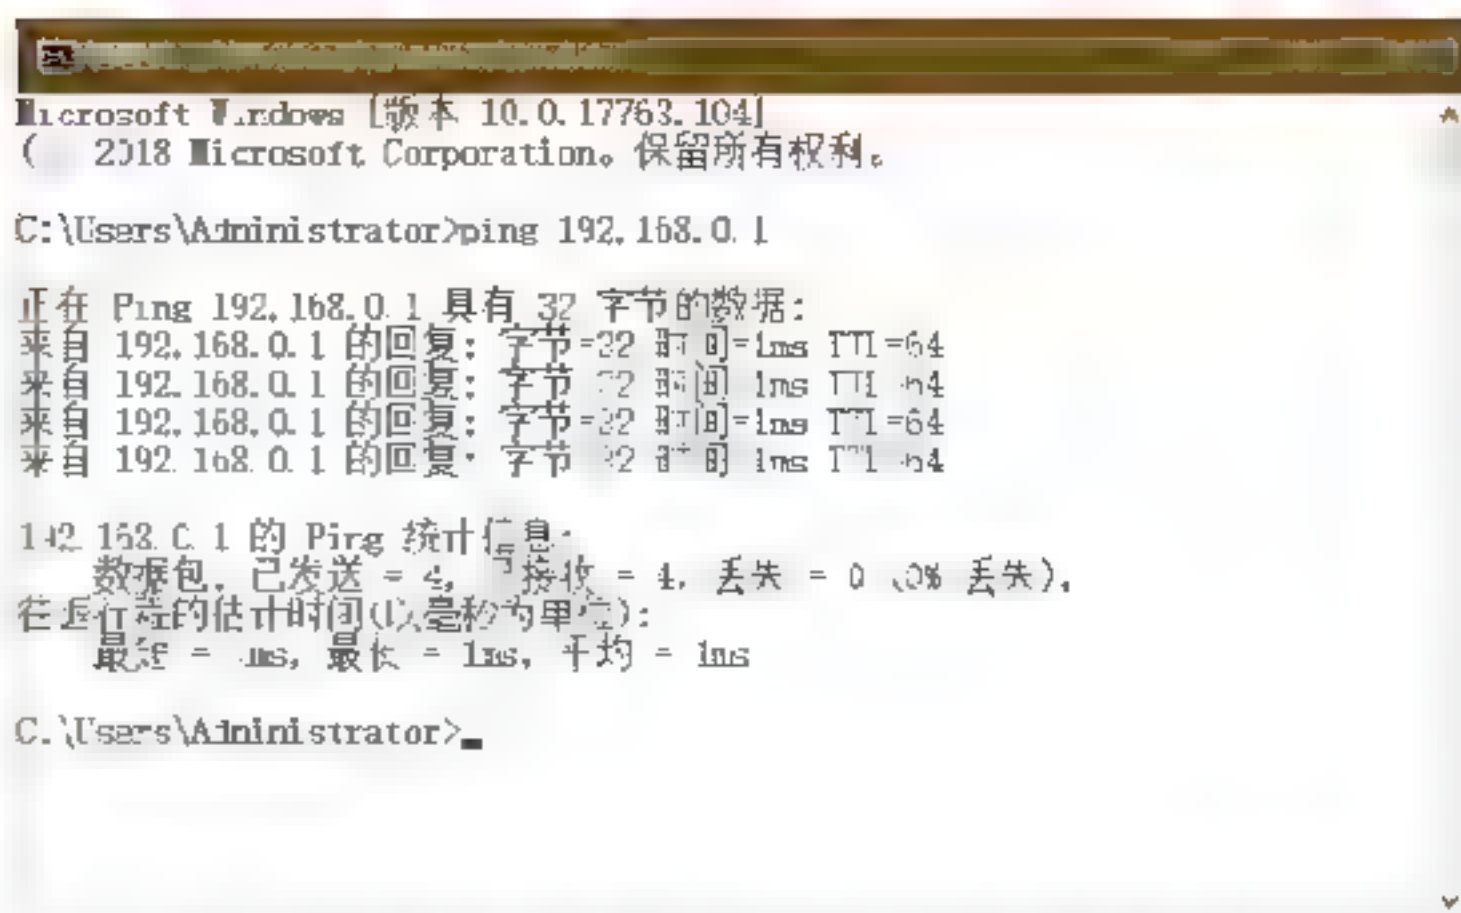 Microsoft Windows [版本 10.0.17763.104]
( 2018 Microsoft Corporation。保留所有权利。
C:\Users\Administrator>ping 192.168.0.1
正在 Ping 192.168.0.1 具有 32 字节的数据:
来自 192.168.0.1 的回复: 字节=32 时间=1ms TTL=64
来自 192.168.0.1 的回复: 字节=32 时间=1ms TTL=64
来自 192.168.0.1 的回复: 字节=32 时间=1ms TTL=64
来自 192.168.0.1 的回复: 字节=32 时间=1ms TTL=64
192.168.0.1 的 Ping 统计信息:
数据包: 已发送 = 4, 已接收 = 4, 丢失 = 0 (0% 丢失),
往返行程的估计时间(以毫秒为单位):
最短 = 1ms, 最长 = 1ms, 平均 = 1ms
C:\Users\Administrator>